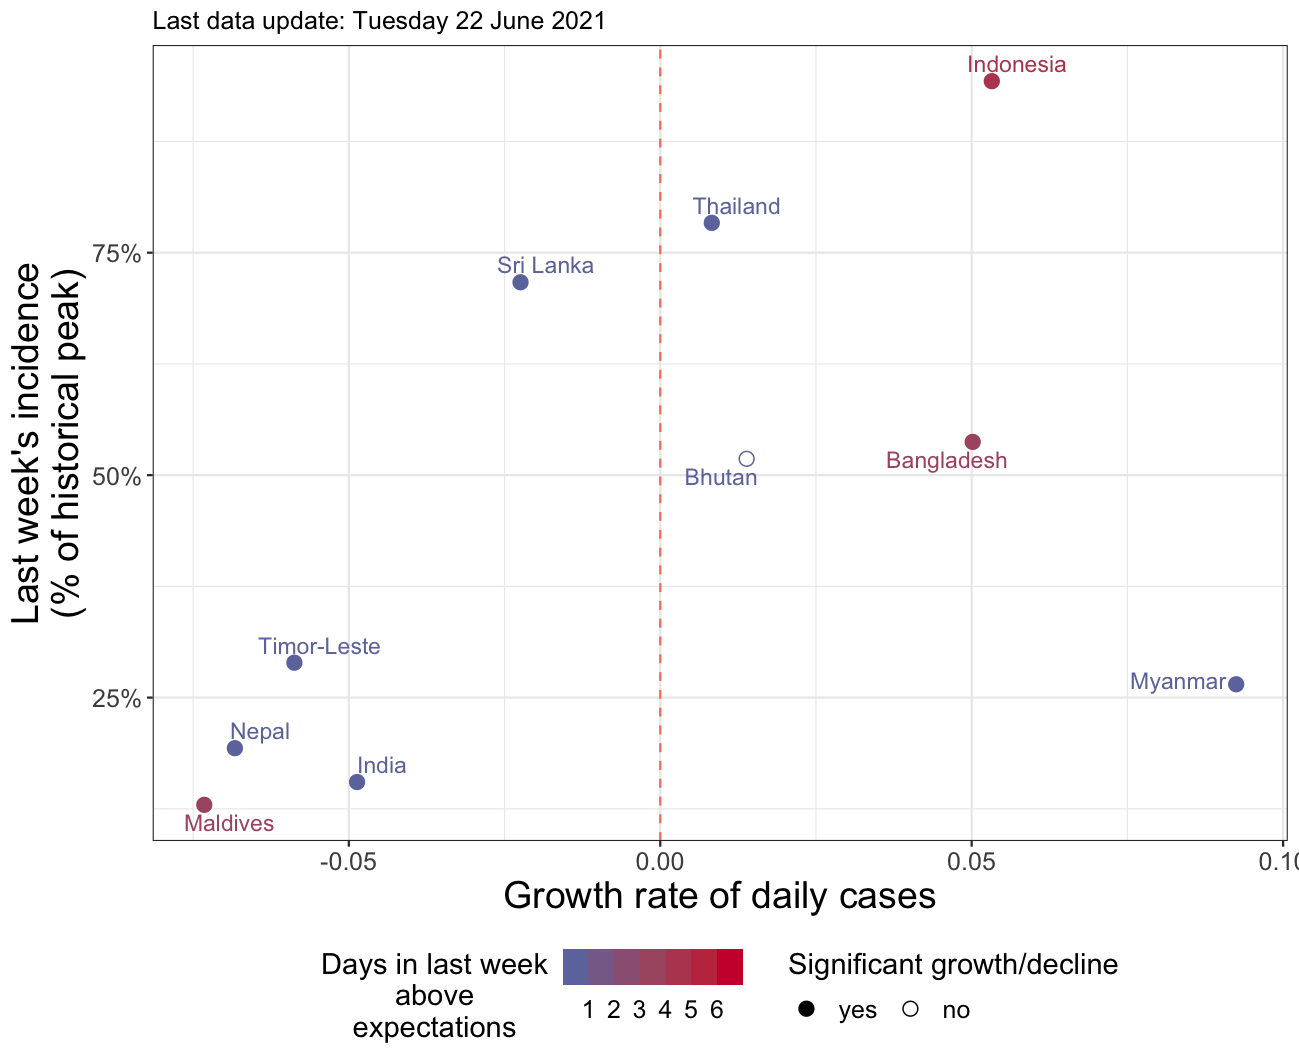 Last data update: Tuesday 22 June 2021
Indonesia
Thailand
Sri Lanka
Bangladesh
Bhutan
Timor-Leste
Myanmar
Nepal
India
Maldives
75%
50%
25%
Last week's incidence
(% of historical peak)
-0.05
0.00
0.05
0.10
Growth rate of daily cases
Days in last week
above
expectations
1 2 3 4 5 6
Significant growth/decline
yes
no